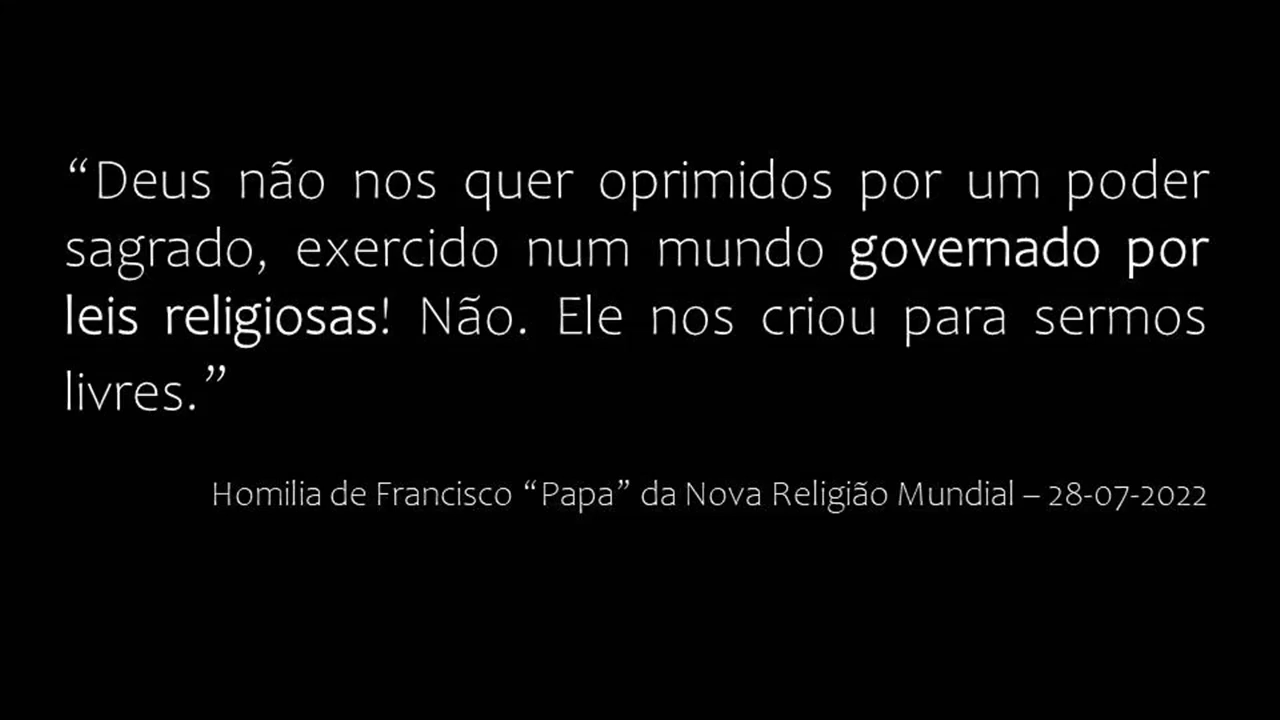 “Deus não nos quer oprimidos por um poder
sagrado, exercido num mundo governado por
leis religiosas! Não. Ele nos criou para sermos
livres.”
Homilia de Francisco “Papa” da Nova Religião Mundial – 28-07-2022